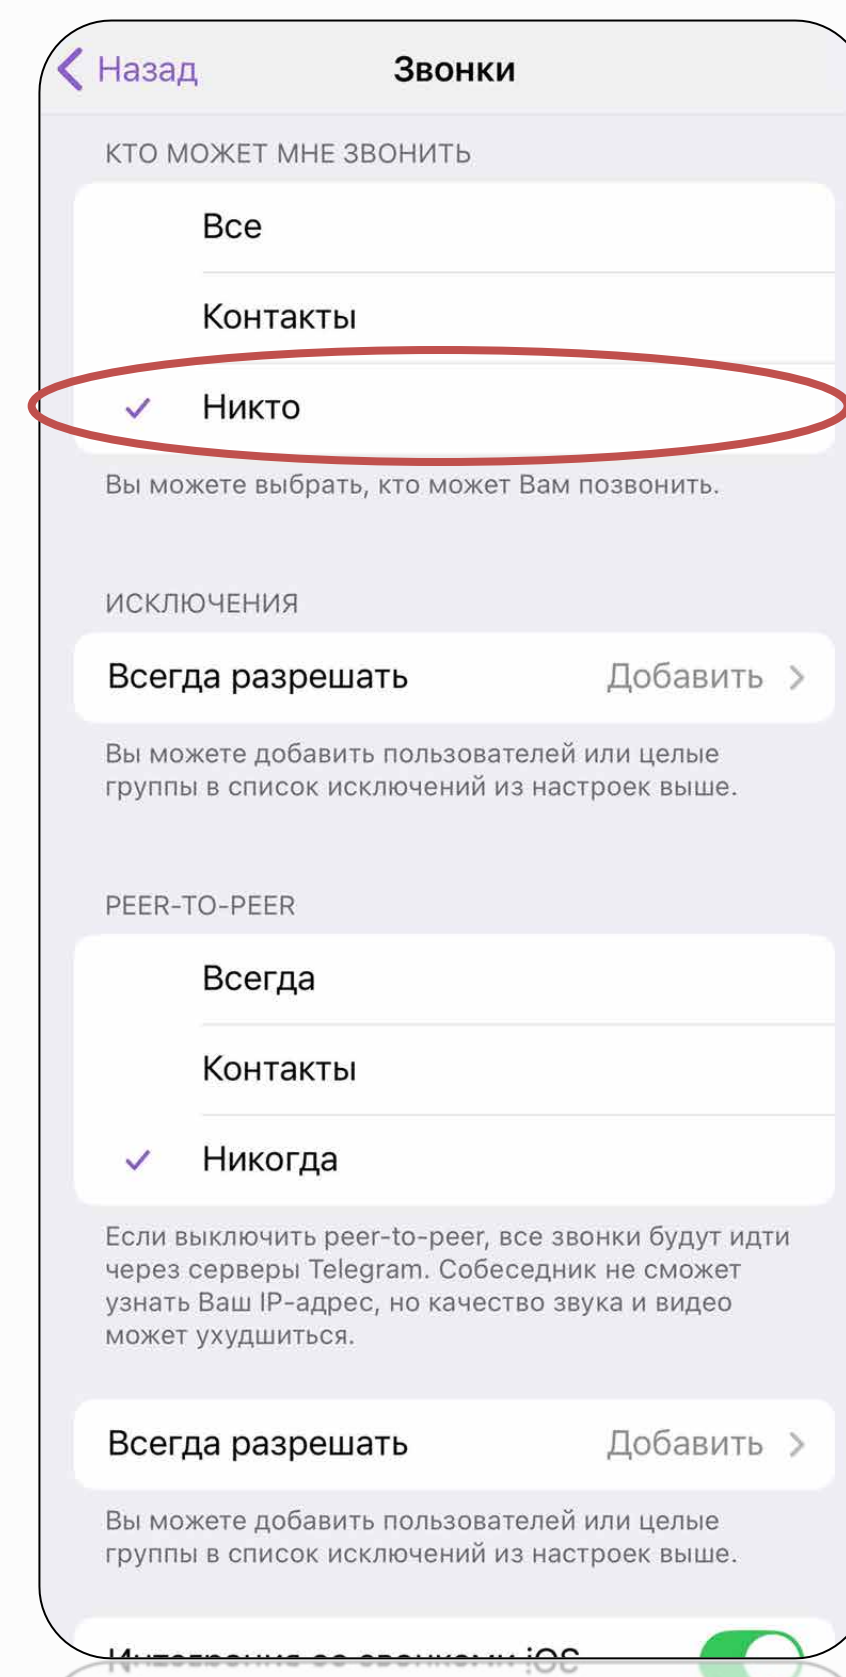 Назад
Звонки
КТО МОЖЕТ МНЕ ЗВОНИТЬ
Все
Контакты
Никто
Вы можете выбрать, кто может Вам позвонить.
ИСКЛЮЧЕНИЯ
Всегда разрешать Добавить
Вы можете добавить пользователей или целые
группы в список исключений из настроек выше.
PEER-TO-PEER
Всегда
Контакты
Никогда
Если выключить peer-to-peer, все звонки будут идти
через серверы Telegram. Собеседник не сможет
узнать Ваш IP-адрес, но качество звука и видео
может ухудшиться.
Всегда разрешать Добавить
Вы можете добавить пользователей или целые
группы в список исключений из настроек выше.
Интеграция со звонками iOS